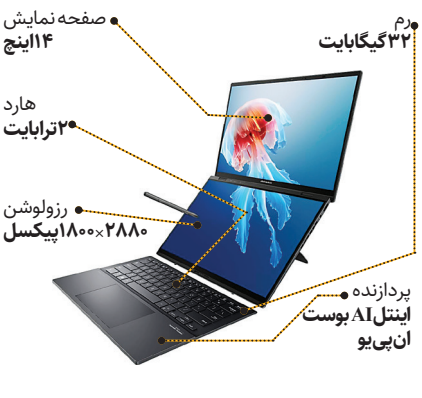 رم
۳۲گیگابایت
صفحه نمایش
۱۴اینچ
هارد
۲ترابایت
رزولوشن
۲۸۸۰×۱۸۰۰پیکسل
پردازنده
اینتلAI بوست
ان‌پی‌یو